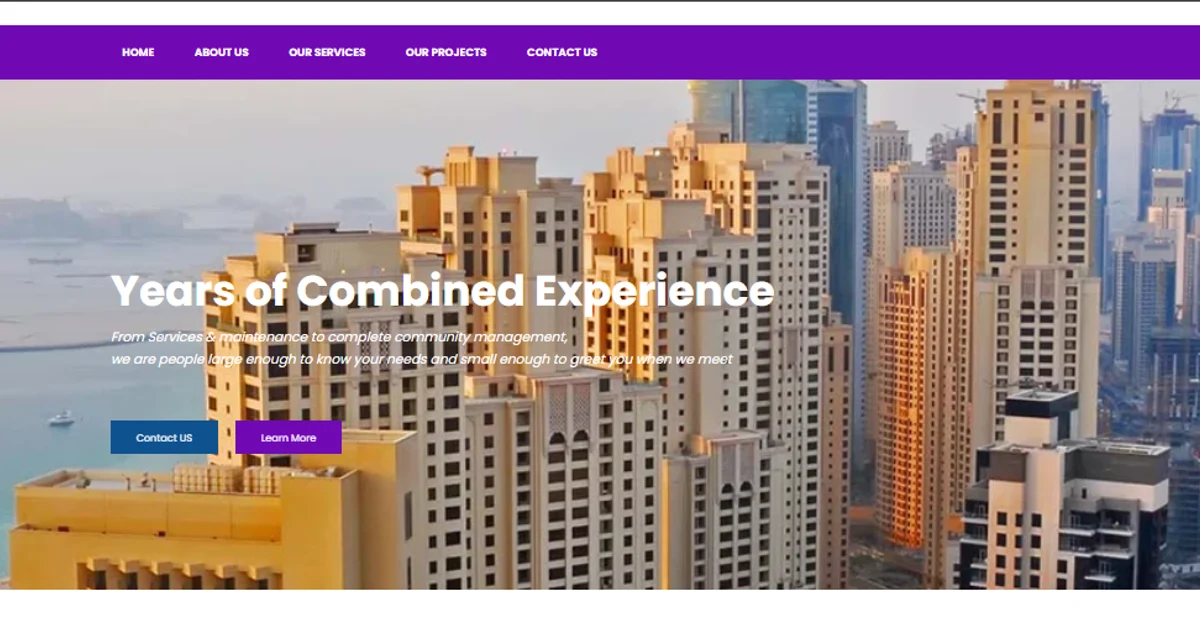 HOME ABOUT US OUR SERVICES OUR PROJECTS CONTACT US
Years of Combined Experience
From Services & maintenance to complete community management,
we are people large enough to know your needs and small enough to greet you when we meet
Contact US Learn More